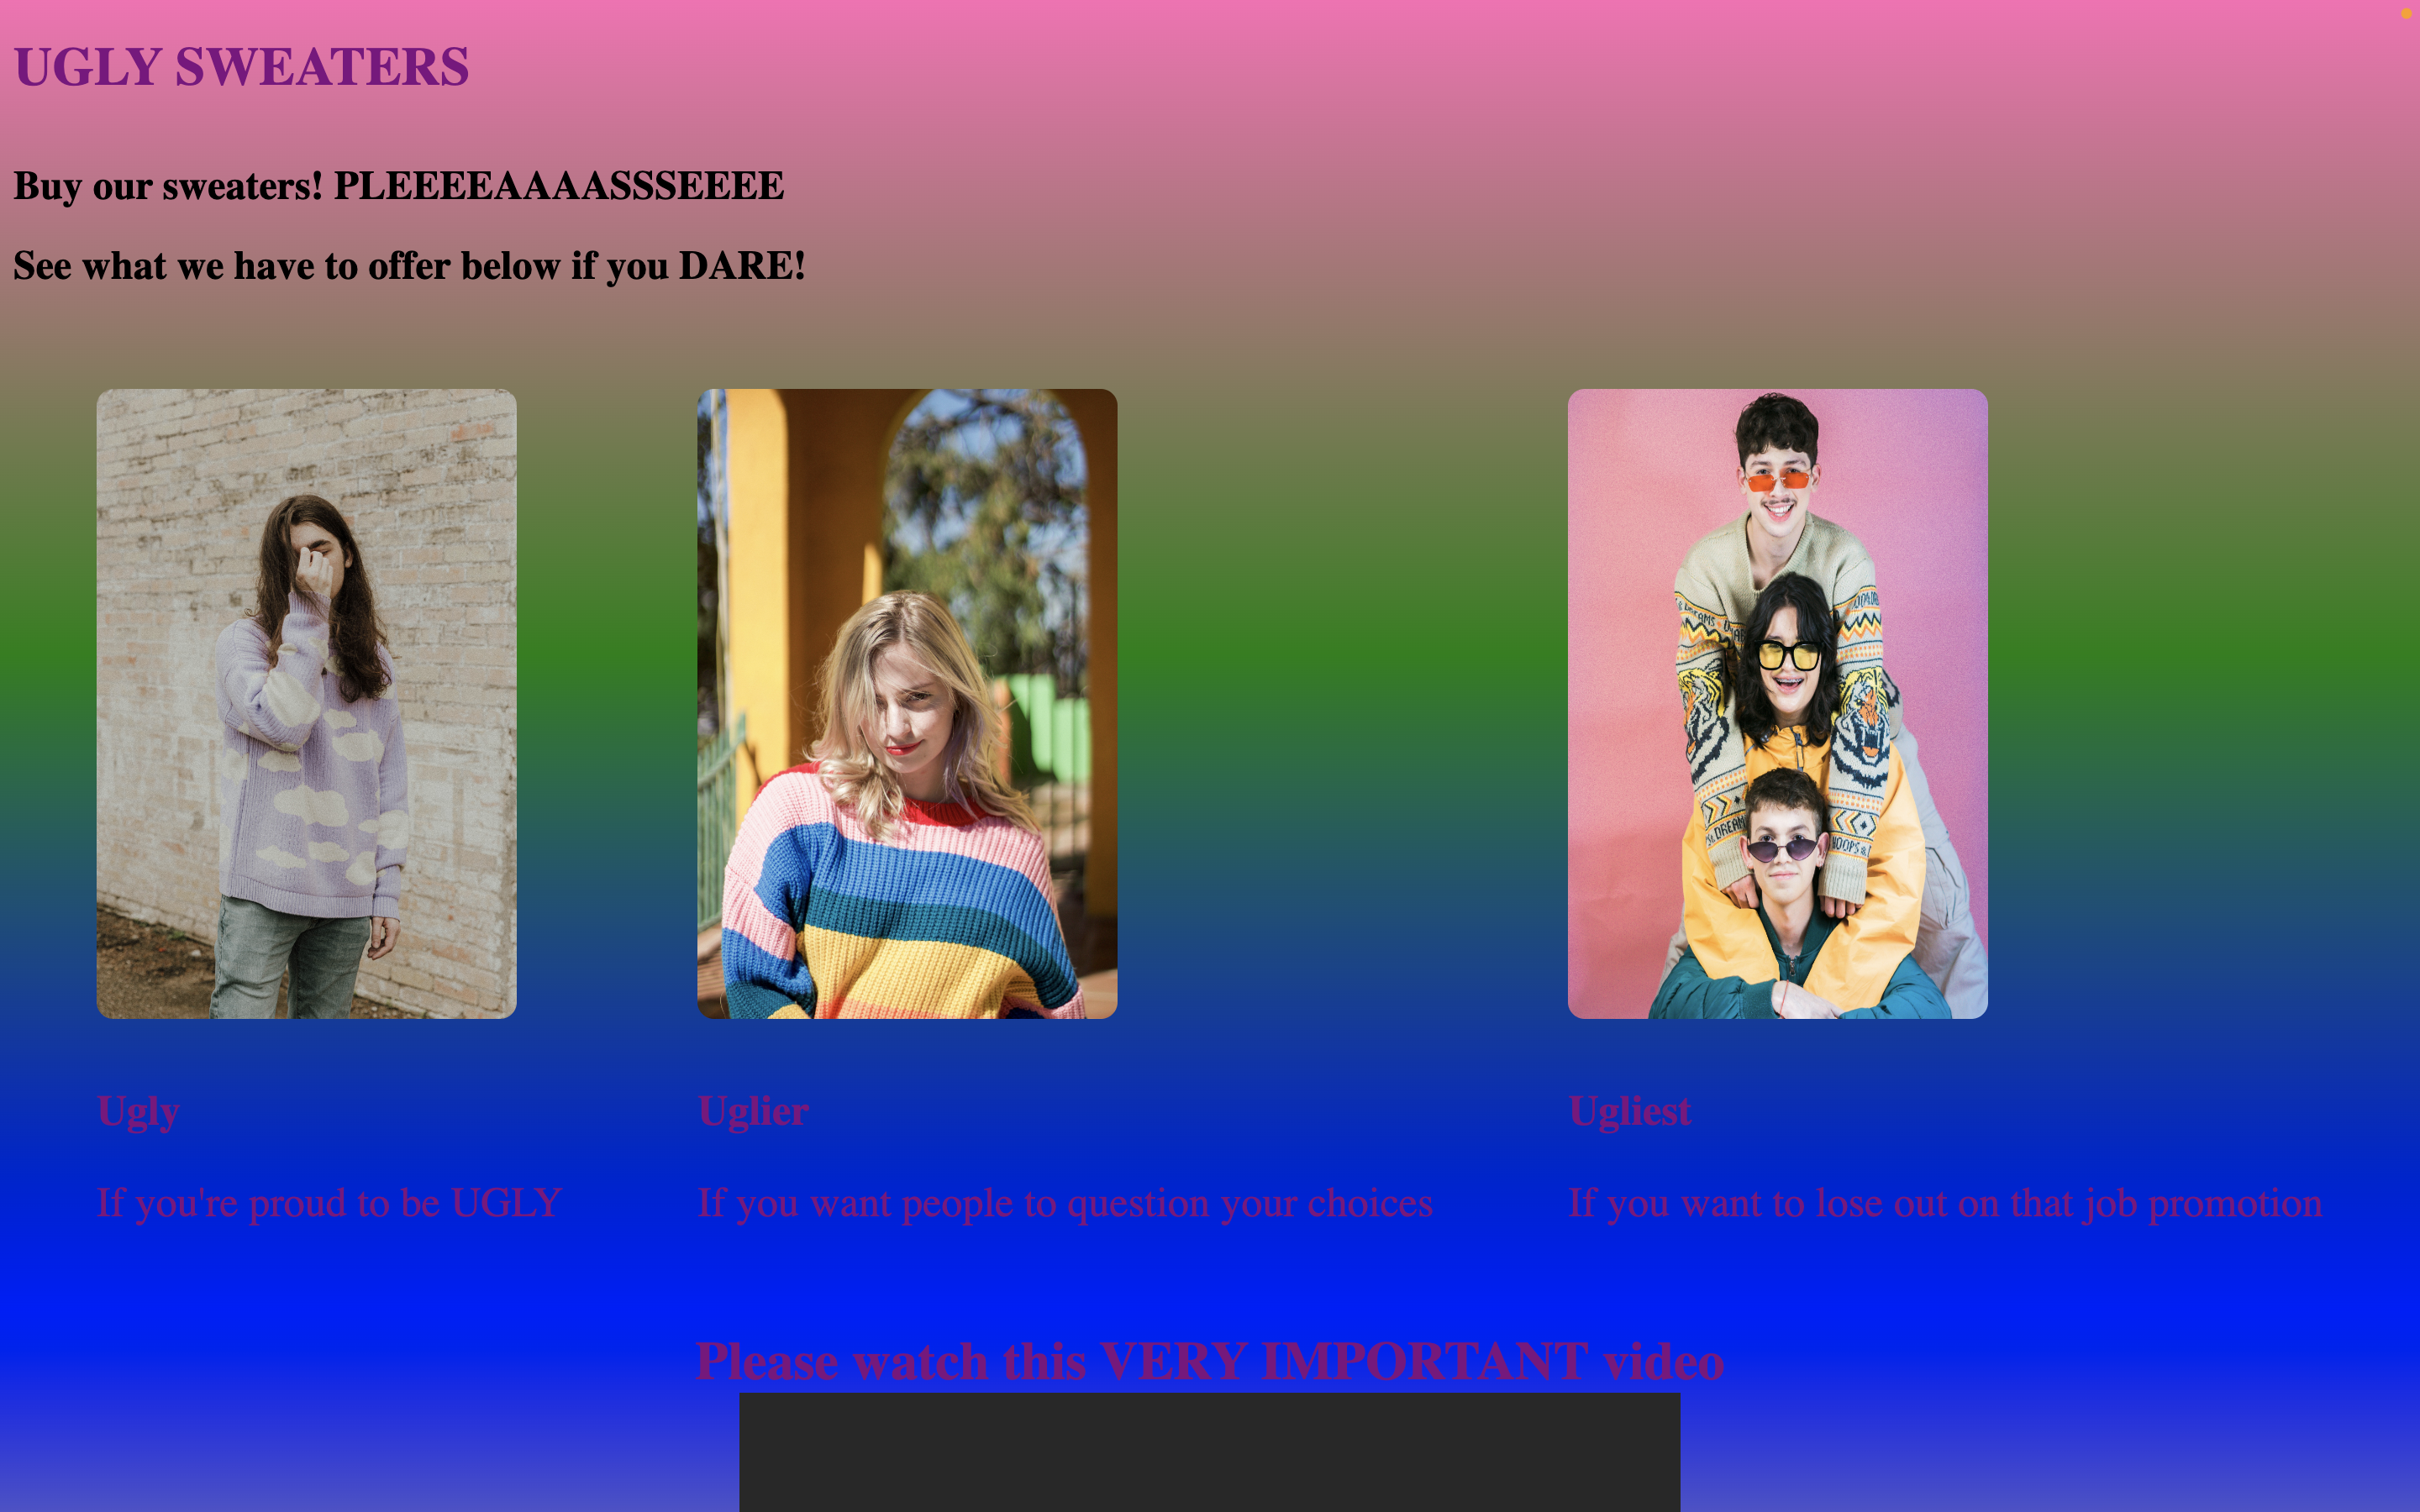 UGLY SWEATERS
Buy our sweaters! PLEEEEAAAASSSEEEE
See what we have to offer below if you DARE!
Ugly
Uglier
Ugliest
If you're proud to be UGLY
If you want people to question your choices
If you want to lose out on that job promotion
Please watch this VERY IMPORTANT video